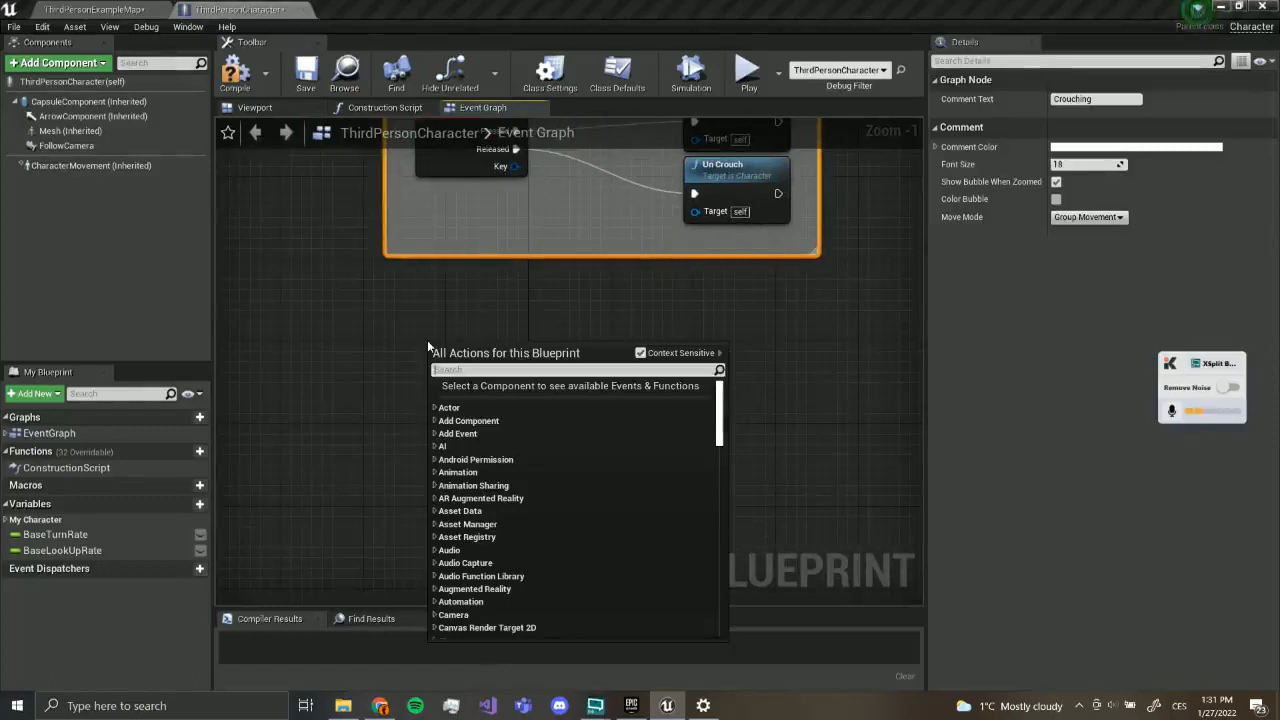 ThirdPersonExampleMap•
ThirdPersonCharacter•
Parent class: Character
File Edit Asset View Debug Window Help
Components
Toolbar
Details
Add Component
Search
ThirdPersonCharacter(self)
CapsuleComponent (Inherited)
ArrowComponent (Inherited)
Mesh (Inherited)
FollowCamera
CharacterMovement (Inherited)
Compile
Save
Browse
Find
Hide Unrelated
Class Settings
Class Defaults
Simulation
Play
ThirdPersonCharacter
Debug Filter
Viewport
Construction Script
Event Graph
ThirdPersonCharacter > Event Graph
Zoom -1
Released
Key
Target self
Un Crouch
Target is Character
Target self
All Actions for this Blueprint
Context Sensitive
Search
Select a Component to see available Events & Functions
Actor
Add Component
Add Event
AI
Android Permission
Animation
Animation Sharing
AR Augmented Reality
Asset Data
Asset Manager
Asset Registry
Audio
Audio Capture
Audio Function Library
Augmented Reality
Automation
Camera
Canvas Render Target 2D
BLUEPRINT
My Blueprint
Add New
Search
Graphs
EventGraph
Functions (32 Overridable)
ConstructionScript
Macros
Variables
My Character
BaseTurnRate
BaseLookUpRate
Event Dispatchers
Compiler Results
Find Results
Clear
Search Details
Graph Node
Comment Text
Crouching
Comment
Comment Color
Font Size
18
Show Bubble When Zoomed
Color Bubble
Move Mode
Group Movement
XSplit B...
Remove Noise
Type here to search
1°C Mostly cloudy
CES
1:31 PM
1/27/2022
23